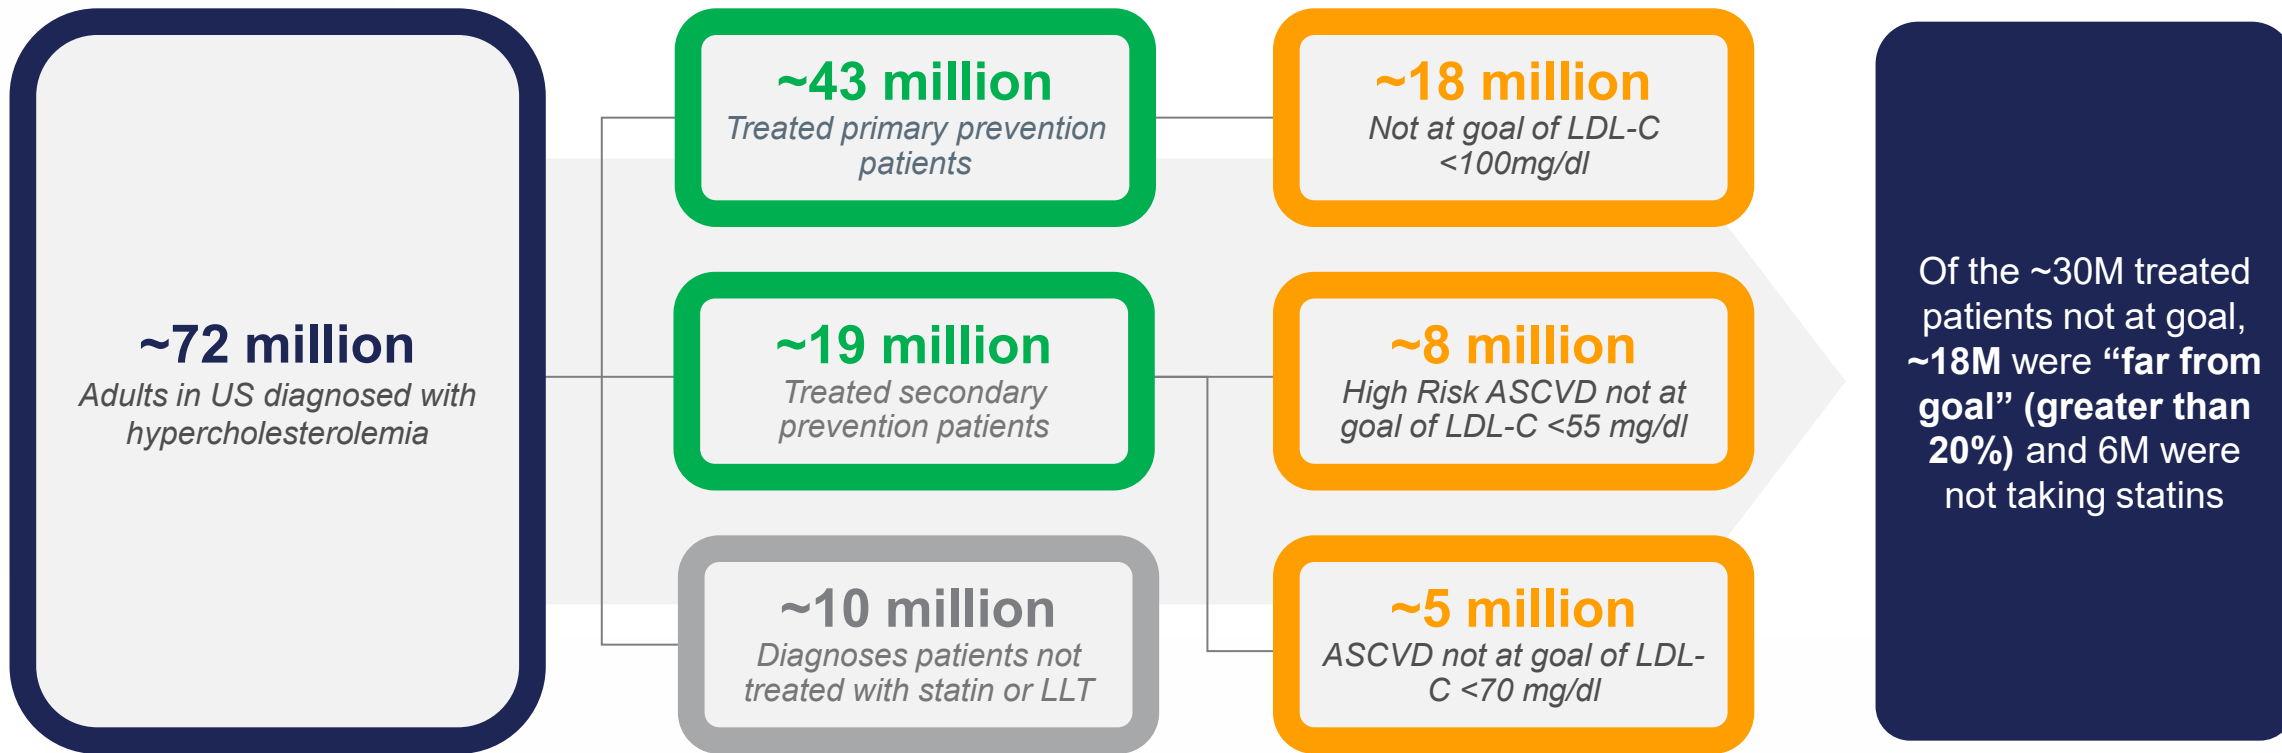 ~72 million
Adults in US diagnosed with
hypercholesterolemia
~43 million
Treated primary prevention
patients
~19 million
Treated secondary
prevention patients
~10 million
Diagnoses patients not
treated with statin or LLT
~18 million
Not at goal of LDL-C
<100mg/dl
~8 million
High Risk ASCVD not at
goal of LDL-C <55 mg/dl
~5 million
ASCVD not at goal of LDL-
C <70 mg/dl
Of the ~30M treated
patients not at goal,
~18M were “far from
goal” (greater than
20%) and 6M were
not taking statins